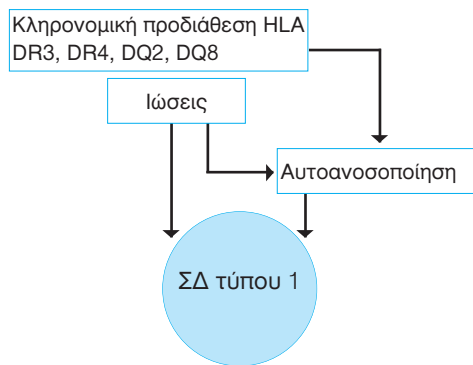 Κληρονομική προδιάθεση HLA
DR3, DR4, DQ2, DQ8
Ιώσεις
Αυτοανοσοποίηση
ΣΔ τύπου 1